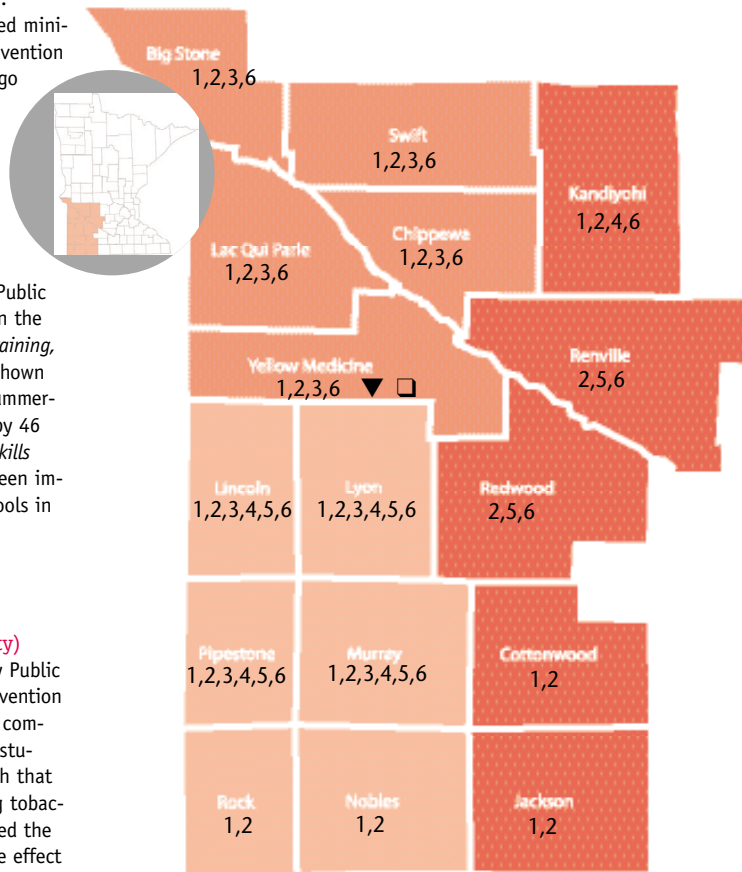 ed mini-
vention
go
Public
n the
aining,
hown
ummer-
by 46
kills
een im-
ools in
ty)
y Public
vention
com-
stu-
h that
g tobac-
ed the
e effect
Big Stone
1,2,3,6
Swift
1,2,3,6
Kandiyohi
1,2,4,6
Lac Qui Parle
1,2,3,6
Chippewa
1,2,3,6
Yellow Medicine
1,2,3,6 ▼ ❑
Renville
2,5,6
Lincoln
1,2,3,4,5,6
Lyon
1,2,3,4,5,6
Redwood
2,5,6
Pipestone
1,2,3,4,5,6
Murray
1,2,3,4,5,6
Cottonwood
1,2
Rock
1,2
Nobles
1,2
Jackson
1,2